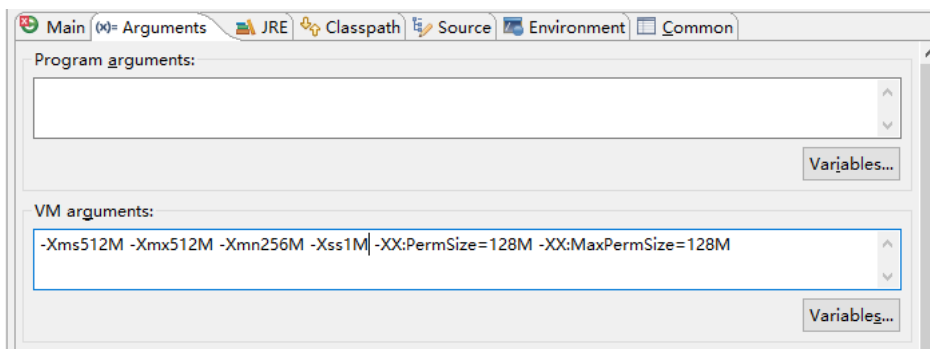 Main (x)= Arguments JRE Classpath Source Environment Common
Program arguments:
Variables...
VM arguments:
-Xms512M -Xmx512M -Xmn256M -Xss1M -XX:PermSize=128M -XX:MaxPermSize=128M
Variables...